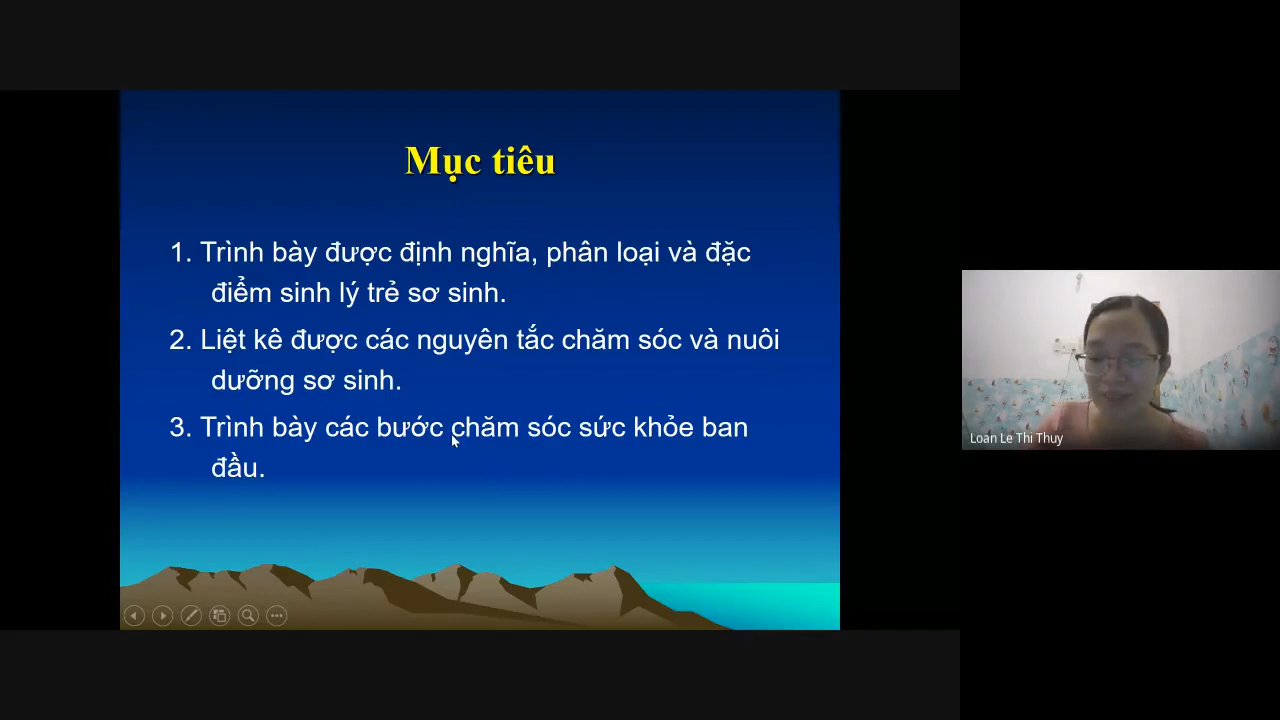 Mục tiêu
1. Trình bày được định nghĩa, phân loại và đặc
điểm sinh lý trẻ sơ sinh.
2. Liệt kê được các nguyên tắc chăm sóc và nuôi
dưỡng sơ sinh.
3. Trình bày các bước chăm sóc sức khỏe ban
đầu.
Loan Le Thi Thuy